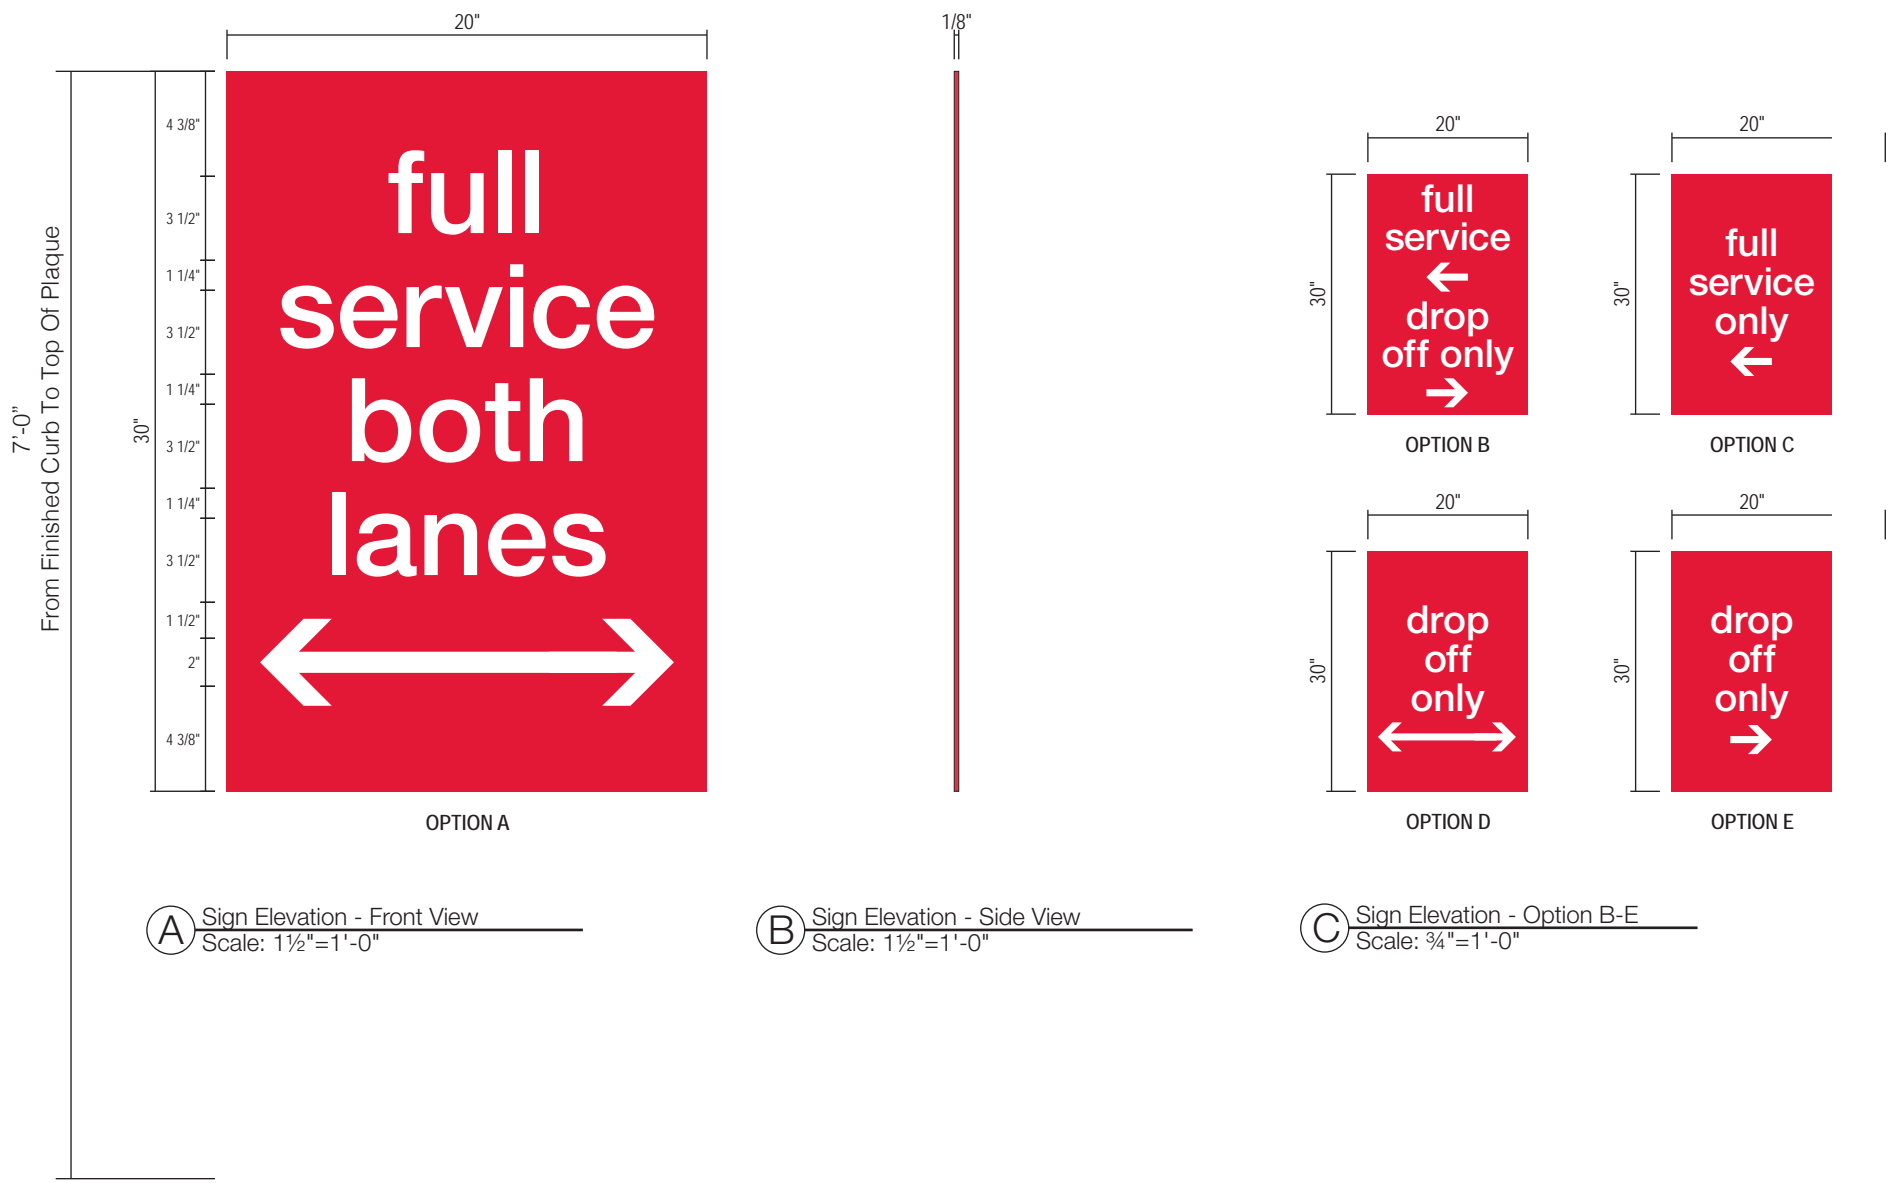 20"
1/8"
7’-0”
From Finished Curb To Top Of Plaque
30"
4 3/8"
3 1/2"
1 1/4"
3 1/2"
1 1/4"
3 1/2"
1 1/4"
3 1/2"
1 1/2"
2"
4 3/8"
full
service
both
lanes
OPTION A
20"
30"
full
service
drop
off only
OPTION B
20"
30"
full
service
only
OPTION C
20"
30"
drop
off
only
OPTION D
20"
30"
drop
off
only
OPTION E
A
Sign Elevation - Front View
Scale: 1½"=1'-0"
B
Sign Elevation - Side View
Scale: 1½"=1'-0"
C
Sign Elevation - Option B-E
Scale: ¾"=1'-0"